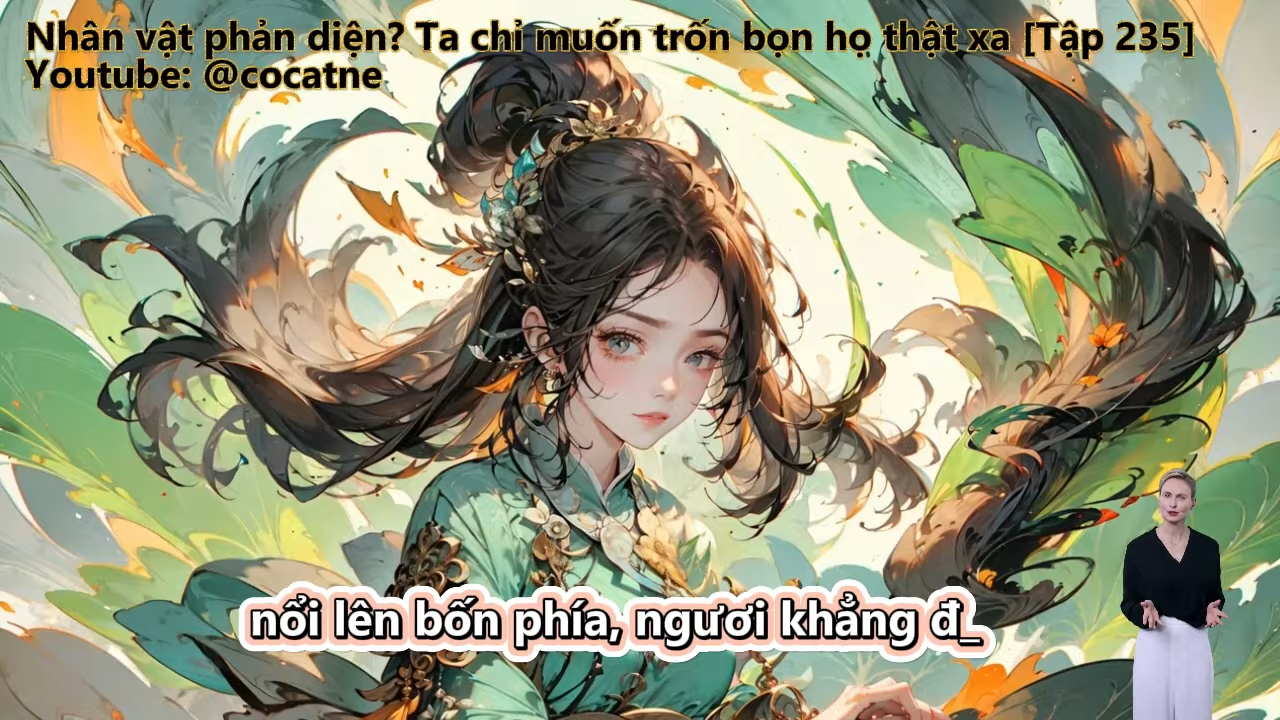 Nhân vật phản diện? Ta chỉ muốn trốn bọn họ thật xa [Tập 235]
Youtube: @cocatne
nổi lên bốn phía, ngươi khẳng đ_